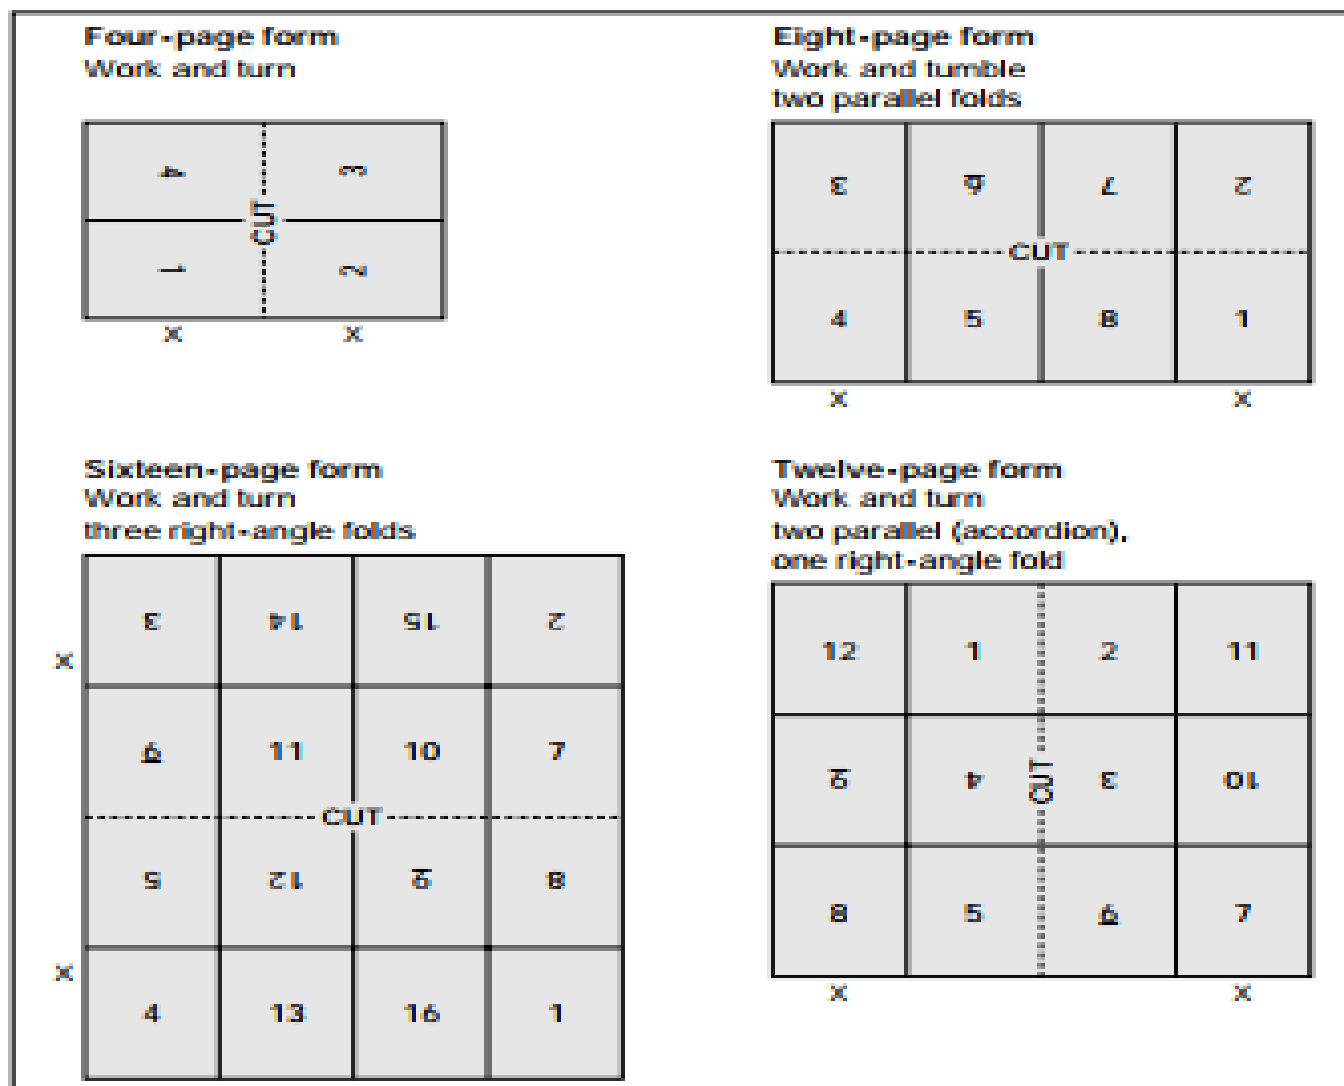 Four-page form
Work and turn
4 3
CUT
1 2
x x
Eight-page form
Work and tumble
two parallel folds
3 6 7 2
CUT
4 5 8 1
x x
Sixteen-page form
Work and turn
three right-angle folds
3 14 15 2
x
6 11 10 7
CUT
5 12 9 8
x
4 13 16 1
Twelve-page form
Work and turn
two parallel (accordion),
one right-angle fold
12 1 2 11
9 4 CUT 3 10
8 5 6 7
x x